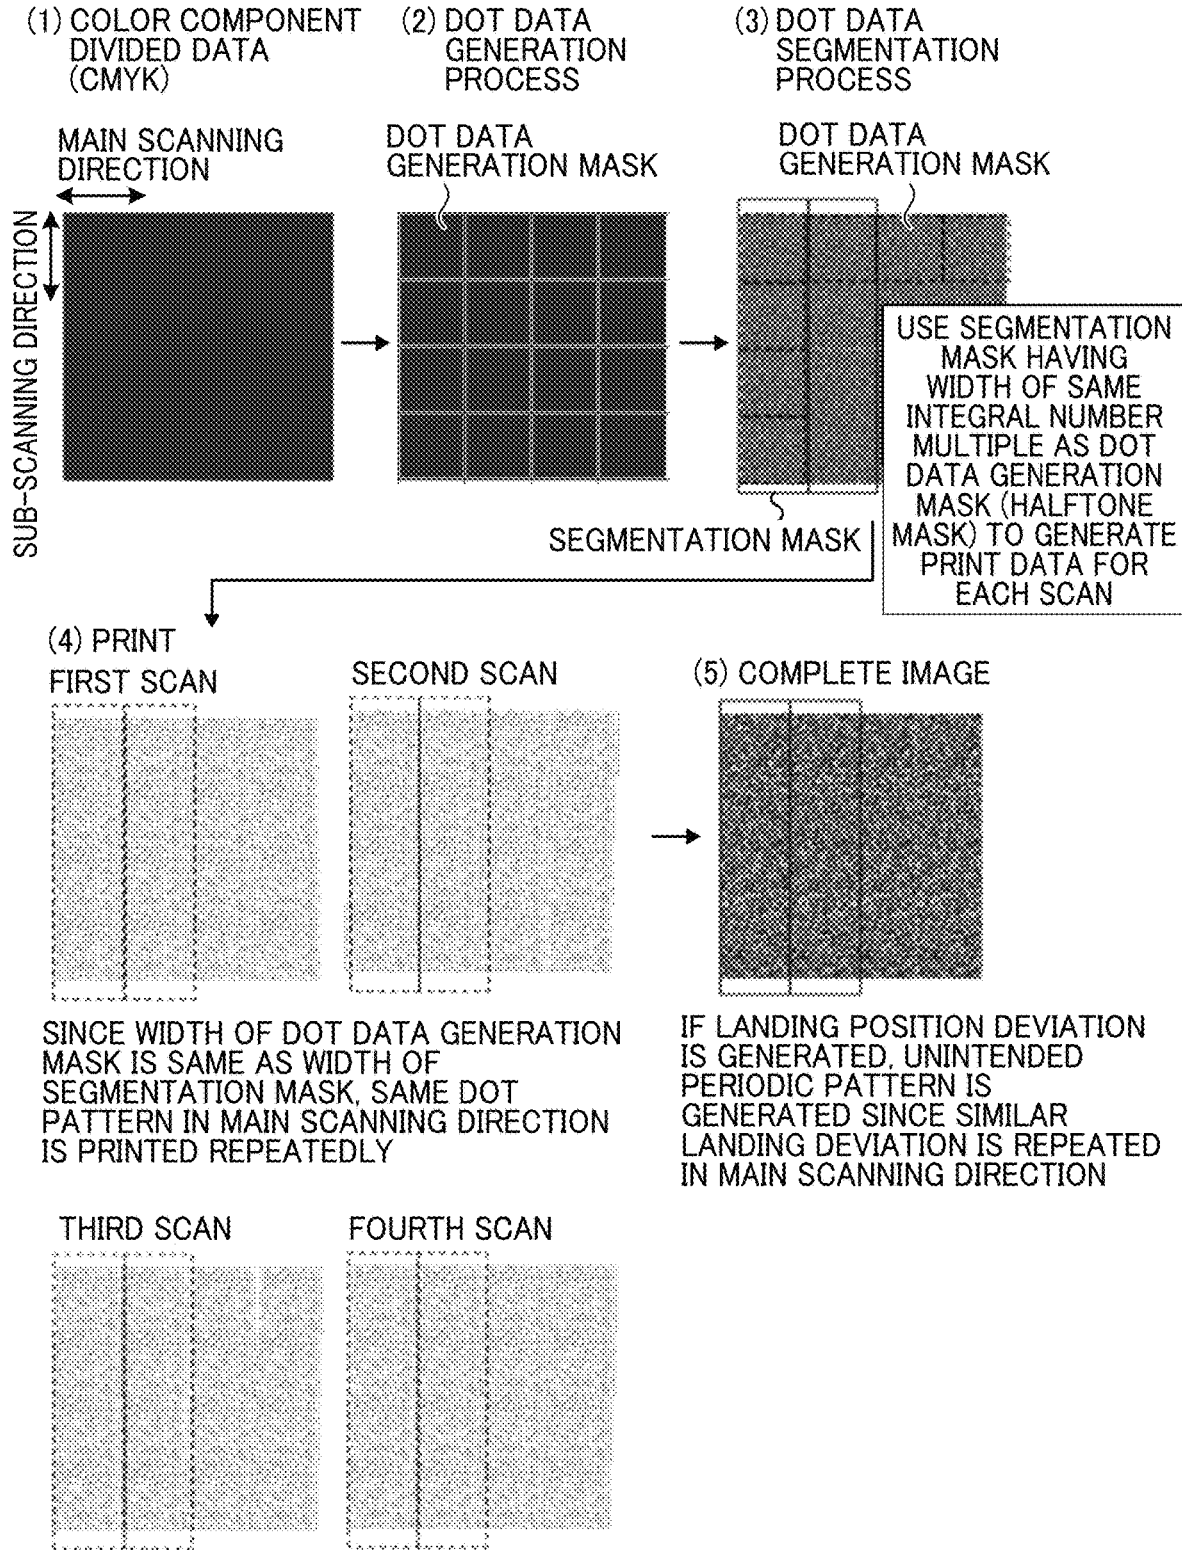 (1) COLOR COMPONENT
DIVIDED DATA
(CMYK)
(2) DOT DATA
GENERATION
PROCESS
(3) DOT DATA
SEGMENTATION
PROCESS
MAIN SCANNING
DIRECTION
SUB-SCANNING DIRECTION
DOT DATA
GENERATION MASK
DOT DATA
GENERATION MASK
SEGMENTATION MASK
USE SEGMENTATION
MASK HAVING
WIDTH OF SAME
INTEGRAL NUMBER
MULTIPLE AS DOT
DATA GENERATION
MASK (HALFTONE
MASK) TO GENERATE
PRINT DATA FOR
EACH SCAN
(4) PRINT
FIRST SCAN
SECOND SCAN
(5) COMPLETE IMAGE
SINCE WIDTH OF DOT DATA GENERATION
MASK IS SAME AS WIDTH OF
SEGMENTATION MASK, SAME DOT
PATTERN IN MAIN SCANNING DIRECTION
IS PRINTED REPEATEDLY
IF LANDING POSITION DEVIATION
IS GENERATED, UNINTENDED
PERIODIC PATTERN IS
GENERATED SINCE SIMILAR
LANDING DEVIATION IS REPEATED
IN MAIN SCANNING DIRECTION
THIRD SCAN
FOURTH SCAN